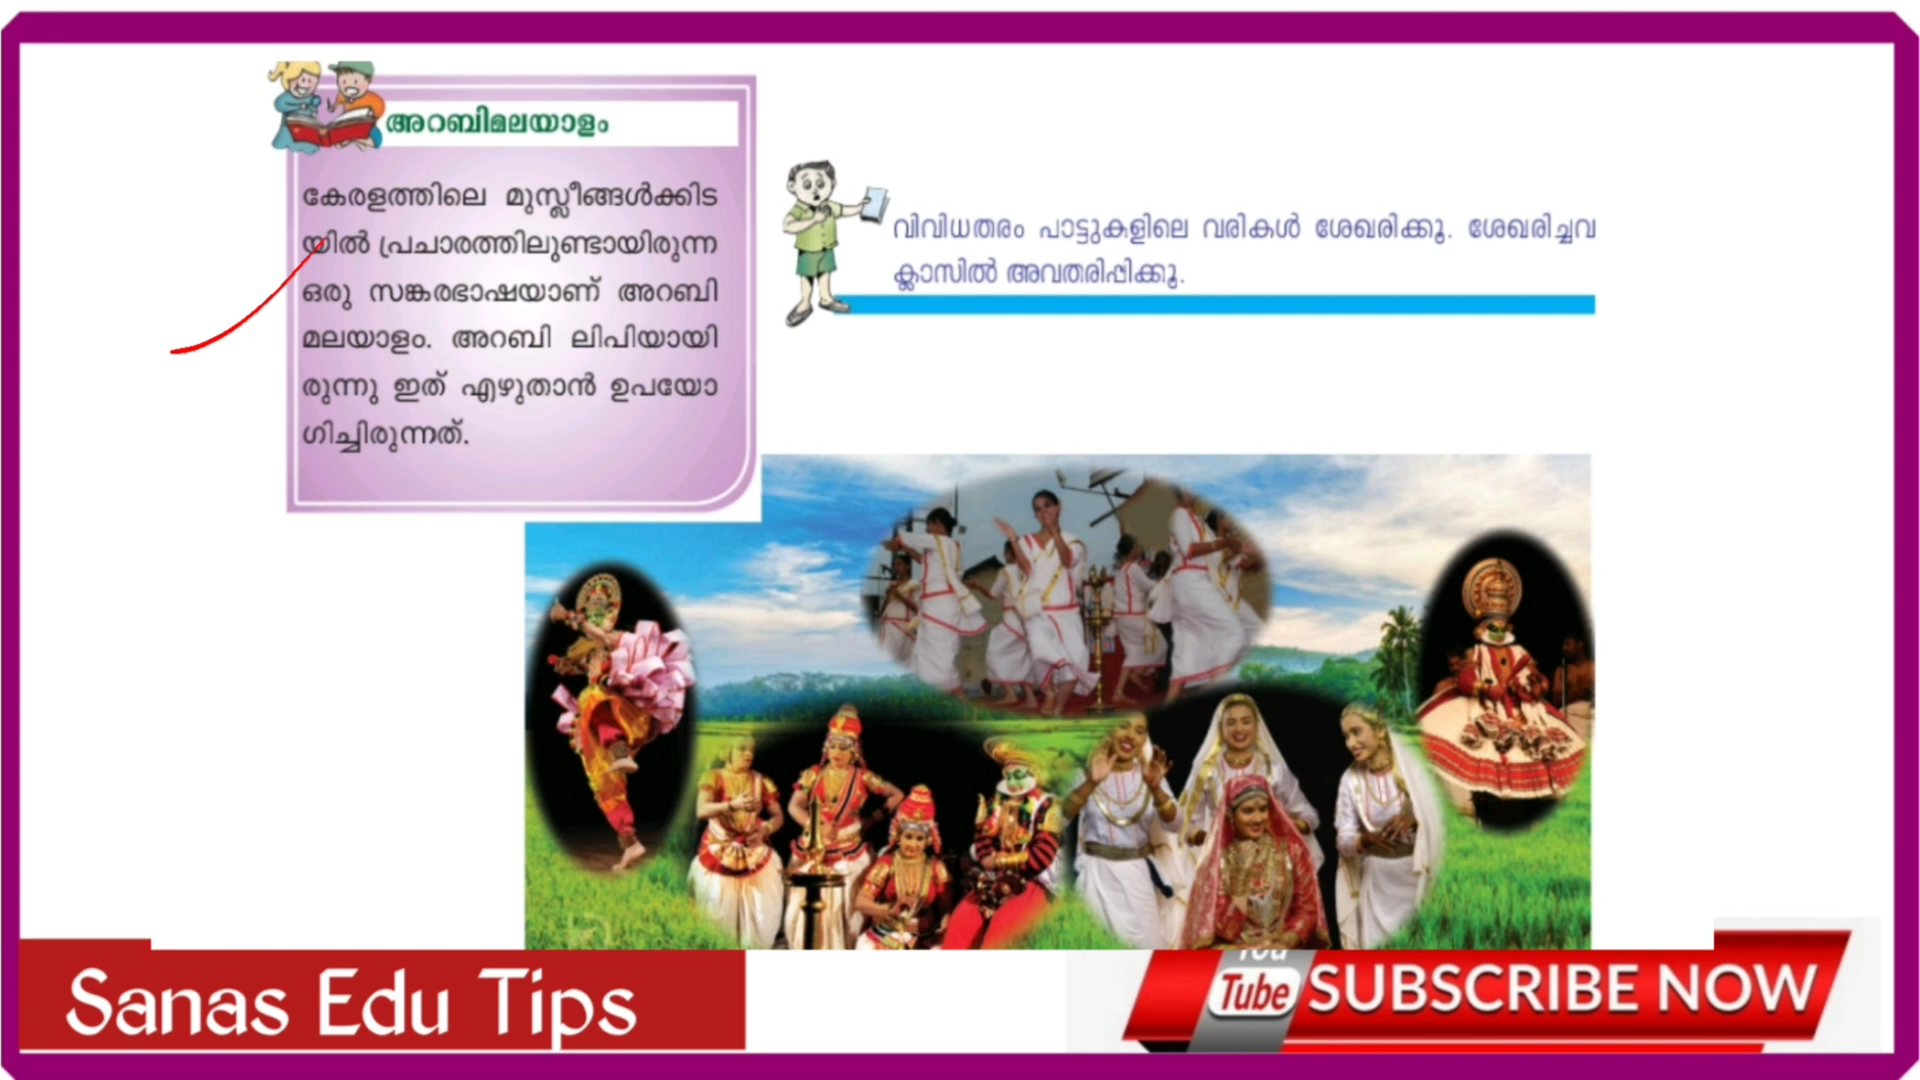 അറബിമലയാളം
കേരളത്തിലെ മുസ്ലീങ്ങൾക്കിട
യിൽ പ്രചാരത്തിലുണ്ടായിരുന്ന
ഒരു സങ്കരഭാഷയാണ് അറബി
മലയാളം. അറബി ലിപിയായി
രുന്നു ഇത് എഴുതാൻ ഉപയോ
ഗിച്ചിരുന്നത്.
വിവിധതരം പാട്ടുകളിലെ വരികൾ ശേഖരിക്കൂ. ശേഖരിച്ചവ
ക്ലാസിൽ അവതരിപ്പിക്കൂ.
Sanas Edu Tips
You
Tube SUBSCRIBE NOW